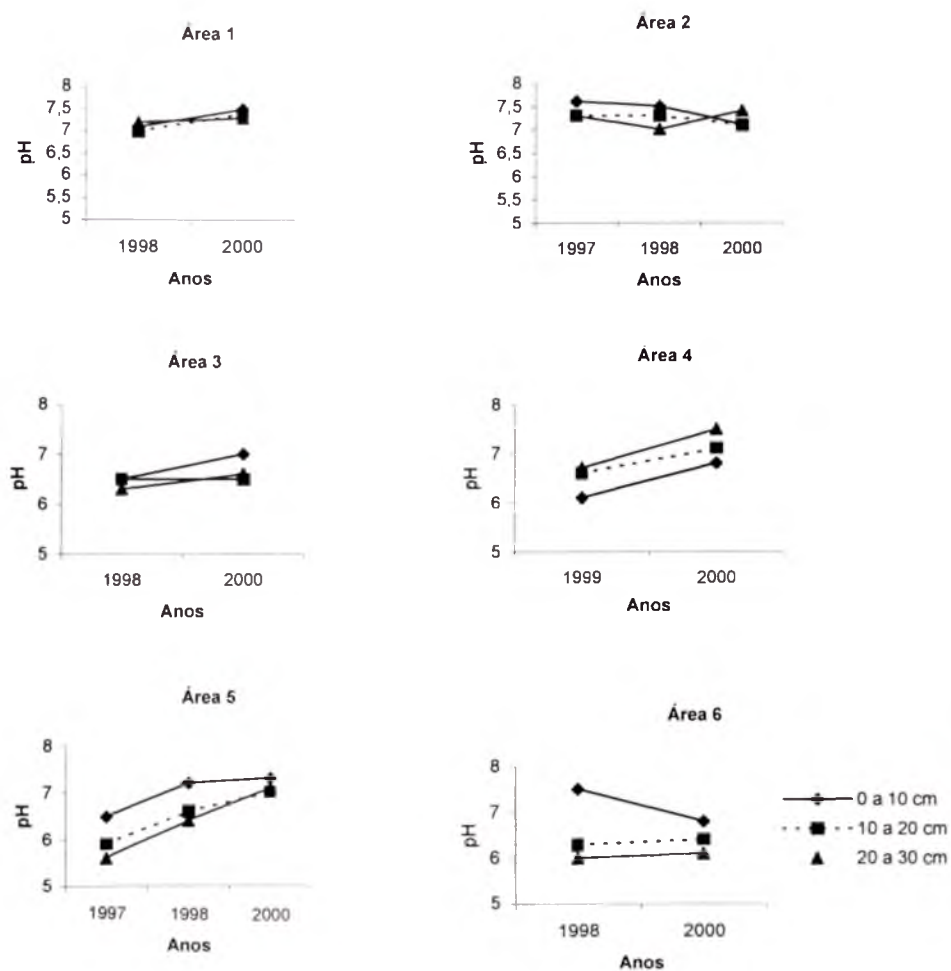 Área 1
pH
8
7,5
7
6,5
6
5,5
5
1998 2000
Anos
Área 2
pH
8
7,5
7
6,5
6
5,5
5
1997 1998 2000
Anos
Área 3
pH
8
7
6
5
1998 2000
Anos
Área 4
pH
8
7
6
5
1999 2000
Anos
Área 5
pH
8
7
6
5
1997 1998 2000
Anos
Área 6
pH
8
7
6
5
1998 2000
Anos
0 a 10 cm
10 a 20 cm
20 a 30 cm